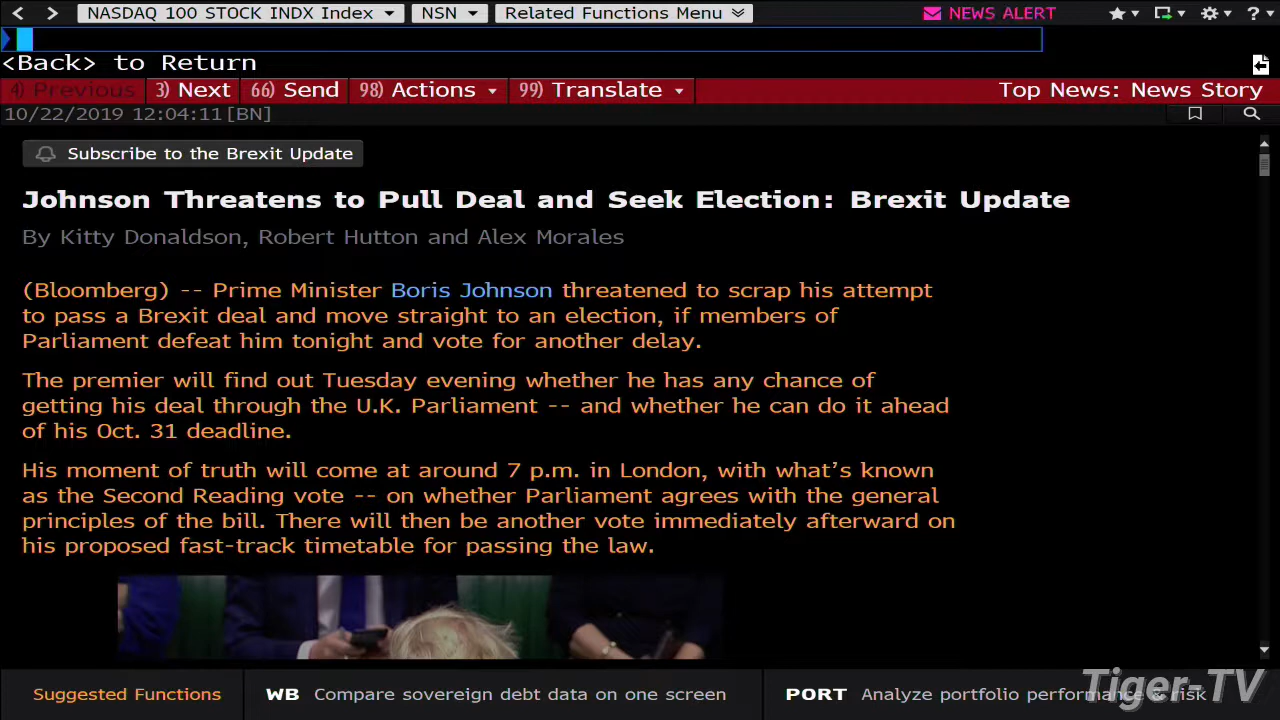 NASDAQ 100 STOCK INDX Index NSN Related Functions Menu NEWS ALERT ?
<Back> to Return
4) Previous 3) Next 66) Send 98) Actions 99) Translate Top News: News Story
10/22/2019 12:04:11 [BN]
Subscribe to the Brexit Update
Johnson Threatens to Pull Deal and Seek Election: Brexit Update
By Kitty Donaldson, Robert Hutton and Alex Morales
(Bloomberg) -- Prime Minister Boris Johnson threatened to scrap his attempt
to pass a Brexit deal and move straight to an election, if members of
Parliament defeat him tonight and vote for another delay.
The premier will find out Tuesday evening whether he has any chance of
getting his deal through the U.K. Parliament -- and whether he can do it ahead
of his Oct. 31 deadline.
His moment of truth will come at around 7 p.m. in London, with what's known
as the Second Reading vote -- on whether Parliament agrees with the general
principles of the bill. There will then be another vote immediately afterward on
his proposed fast-track timetable for passing the law.
Suggested Functions WB Compare sovereign debt data on one screen PORT Analyze portfolio performance & risk
Tiger-TV